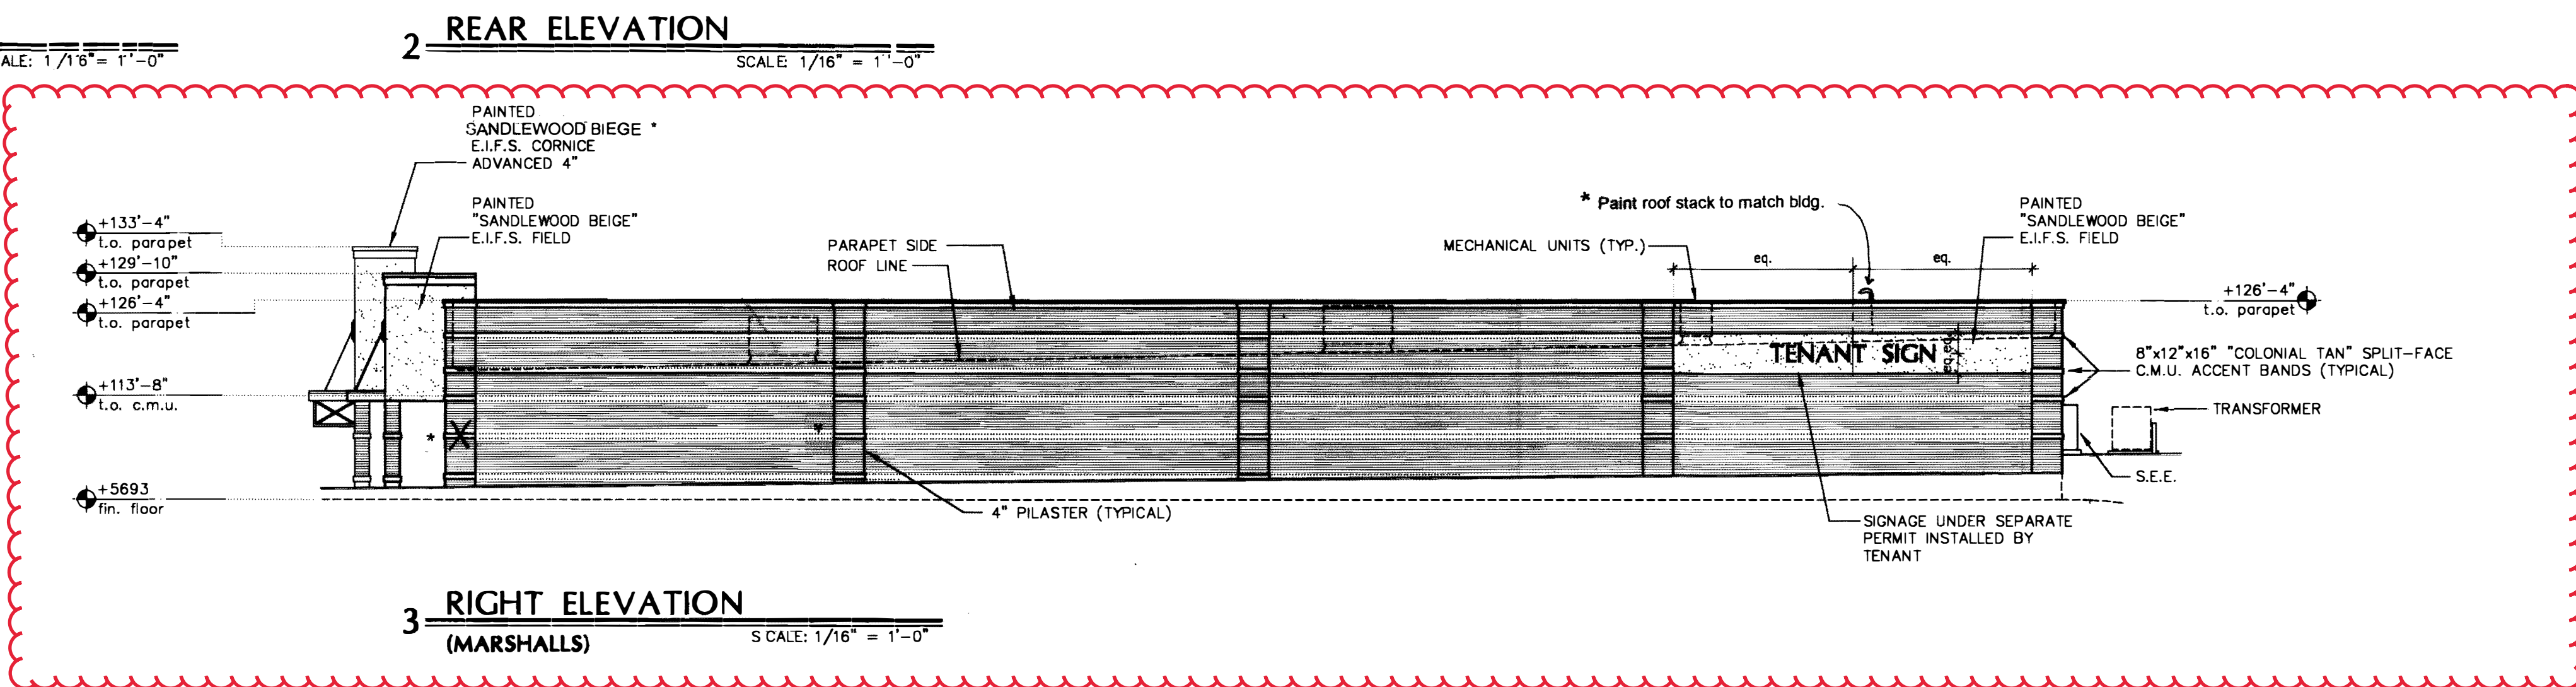 2 REAR ELEVATION
ALE: 1/16"= 1'-0"
SCALE: 1/16" = 1'-0"
PAINTED
SANDLEWOOD BIEGE *
E.I.F.S. CORNICE
ADVANCED 4"
PAINTED
"SANDLEWOOD BEIGE"
E.I.F.S. FIELD
+133'-4"
t.o. parapet
+129'-10"
t.o. parapet
+126'-4"
t.o. parapet
+113'-8"
t.o. c.m.u.
+5693
fin. floor
PARAPET SIDE
ROOF LINE
* Paint roof stack to match bldg.
MECHANICAL UNITS (TYP.)
eq.
eq.
PAINTED
"SANDLEWOOD BEIGE"
E.I.F.S. FIELD
+126'-4"
t.o. parapet
TENANT SIGN
eq.
eq.
8"x12"x16" "COLONIAL TAN" SPLIT-FACE
C.M.U. ACCENT BANDS (TYPICAL)
TRANSFORMER
S.E.E.
* X
*
4" PILASTER (TYPICAL)
SIGNAGE UNDER SEPARATE
PERMIT INSTALLED BY
TENANT
3 RIGHT ELEVATION
(MARSHALLS)
SCALE: 1/16" = 1'-0"